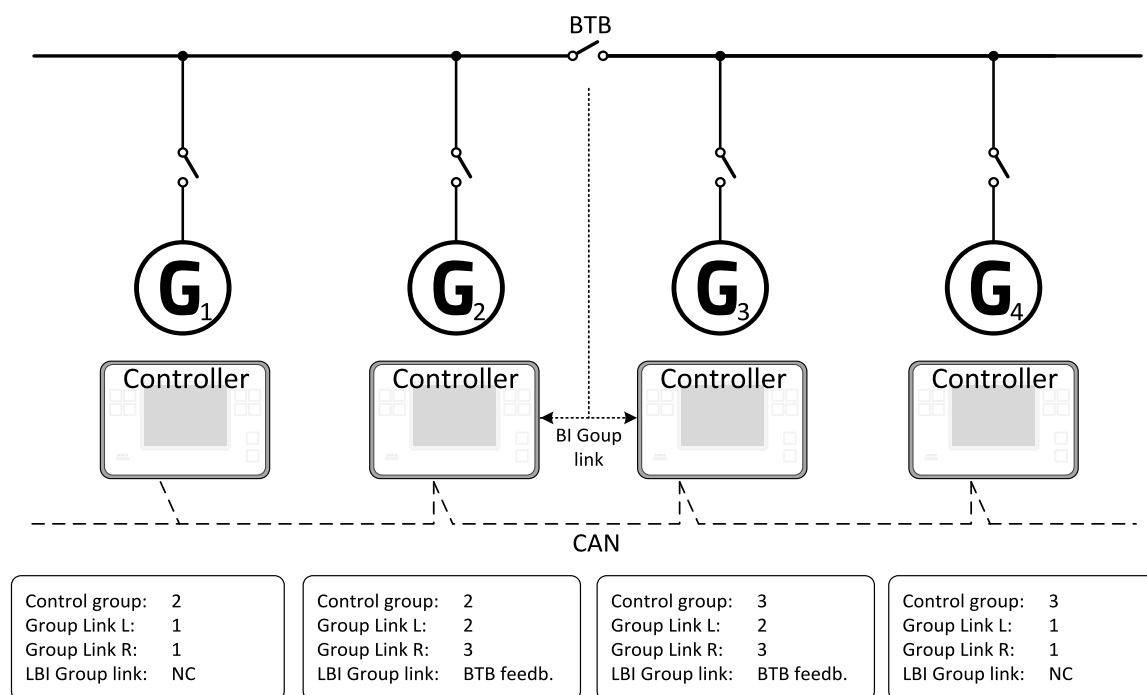 BTB
G1
G2
G3
G4
Controller
Controller
Controller
Controller
BI Goup
link
CAN
Control group: 2
Group Link L: 1
Group Link R: 1
LBI Group link: NC
Control group: 2
Group Link L: 2
Group Link R: 3
LBI Group link: BTB feedb.
Control group: 3
Group Link L: 2
Group Link R: 3
LBI Group link: BTB feedb.
Control group: 3
Group Link L: 1
Group Link R: 1
LBI Group link: NC